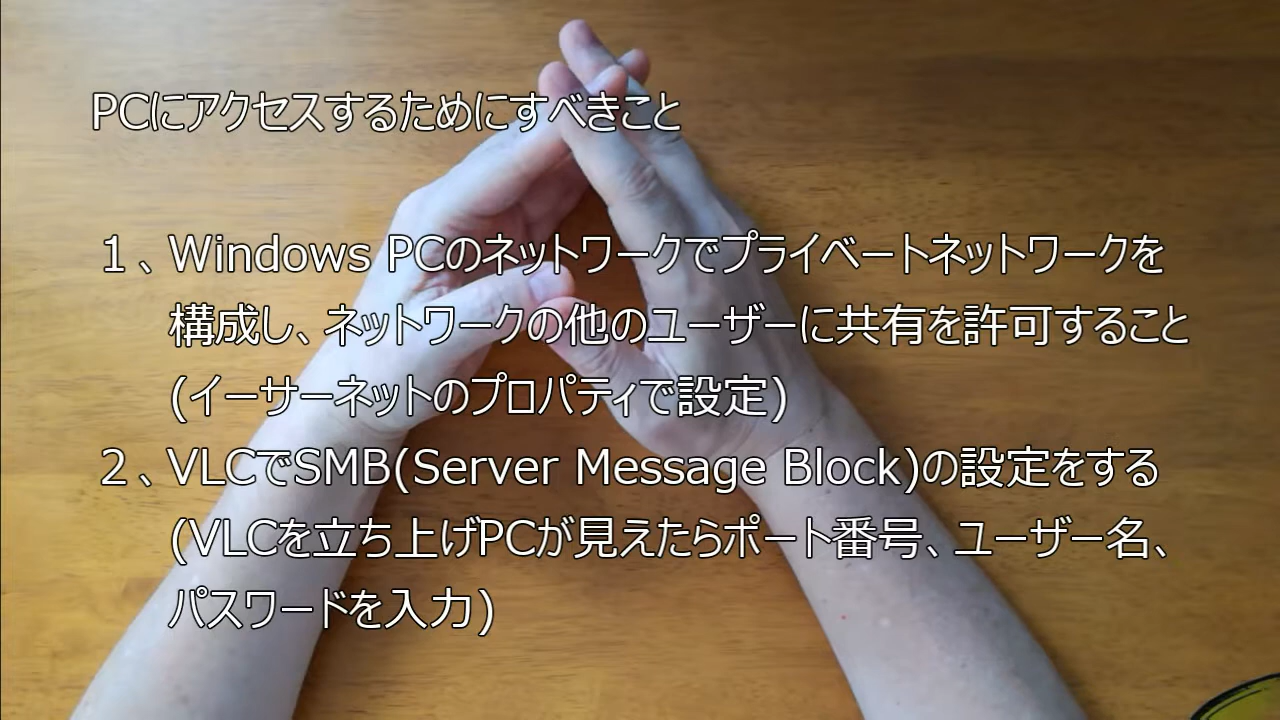 PCにアクセスするためにすべきこと
１、Windows PCのネットワークでプライベートネットワークを
構成し、ネットワークの他のユーザーに共有を許可すること
(イーサーネットのプロパティで設定)
２、VLCでSMB(Server Message Block)の設定をする
(VLCを立ち上げPCが見えたらポート番号、ユーザー名、
パスワードを入力)